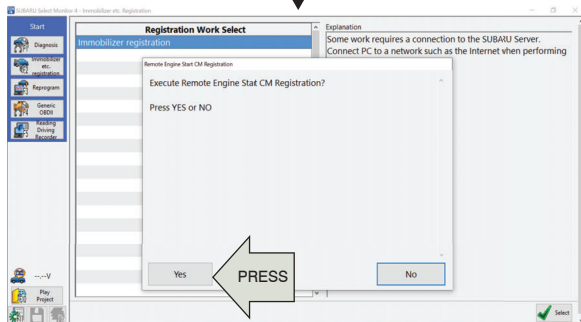 SUBARU Select Monitor 4 - Immobilizer etc. Registration
Start
Diagnosis
Immobilizer
etc.
registration
Reprogram
Generic
OBDII
Reading
Driving
Recorder
--.--V
Play
Project
Registration Work Select
Immobilizer registration
Explanation
Some work requires a connection to the SUBARU Server.
Connect PC to a network such as the Internet when performing
Remote Engine Start CM Registration
Execute Remote Engine Start CM Registration?
Press YES or NO
Yes
PRESS
No
Select